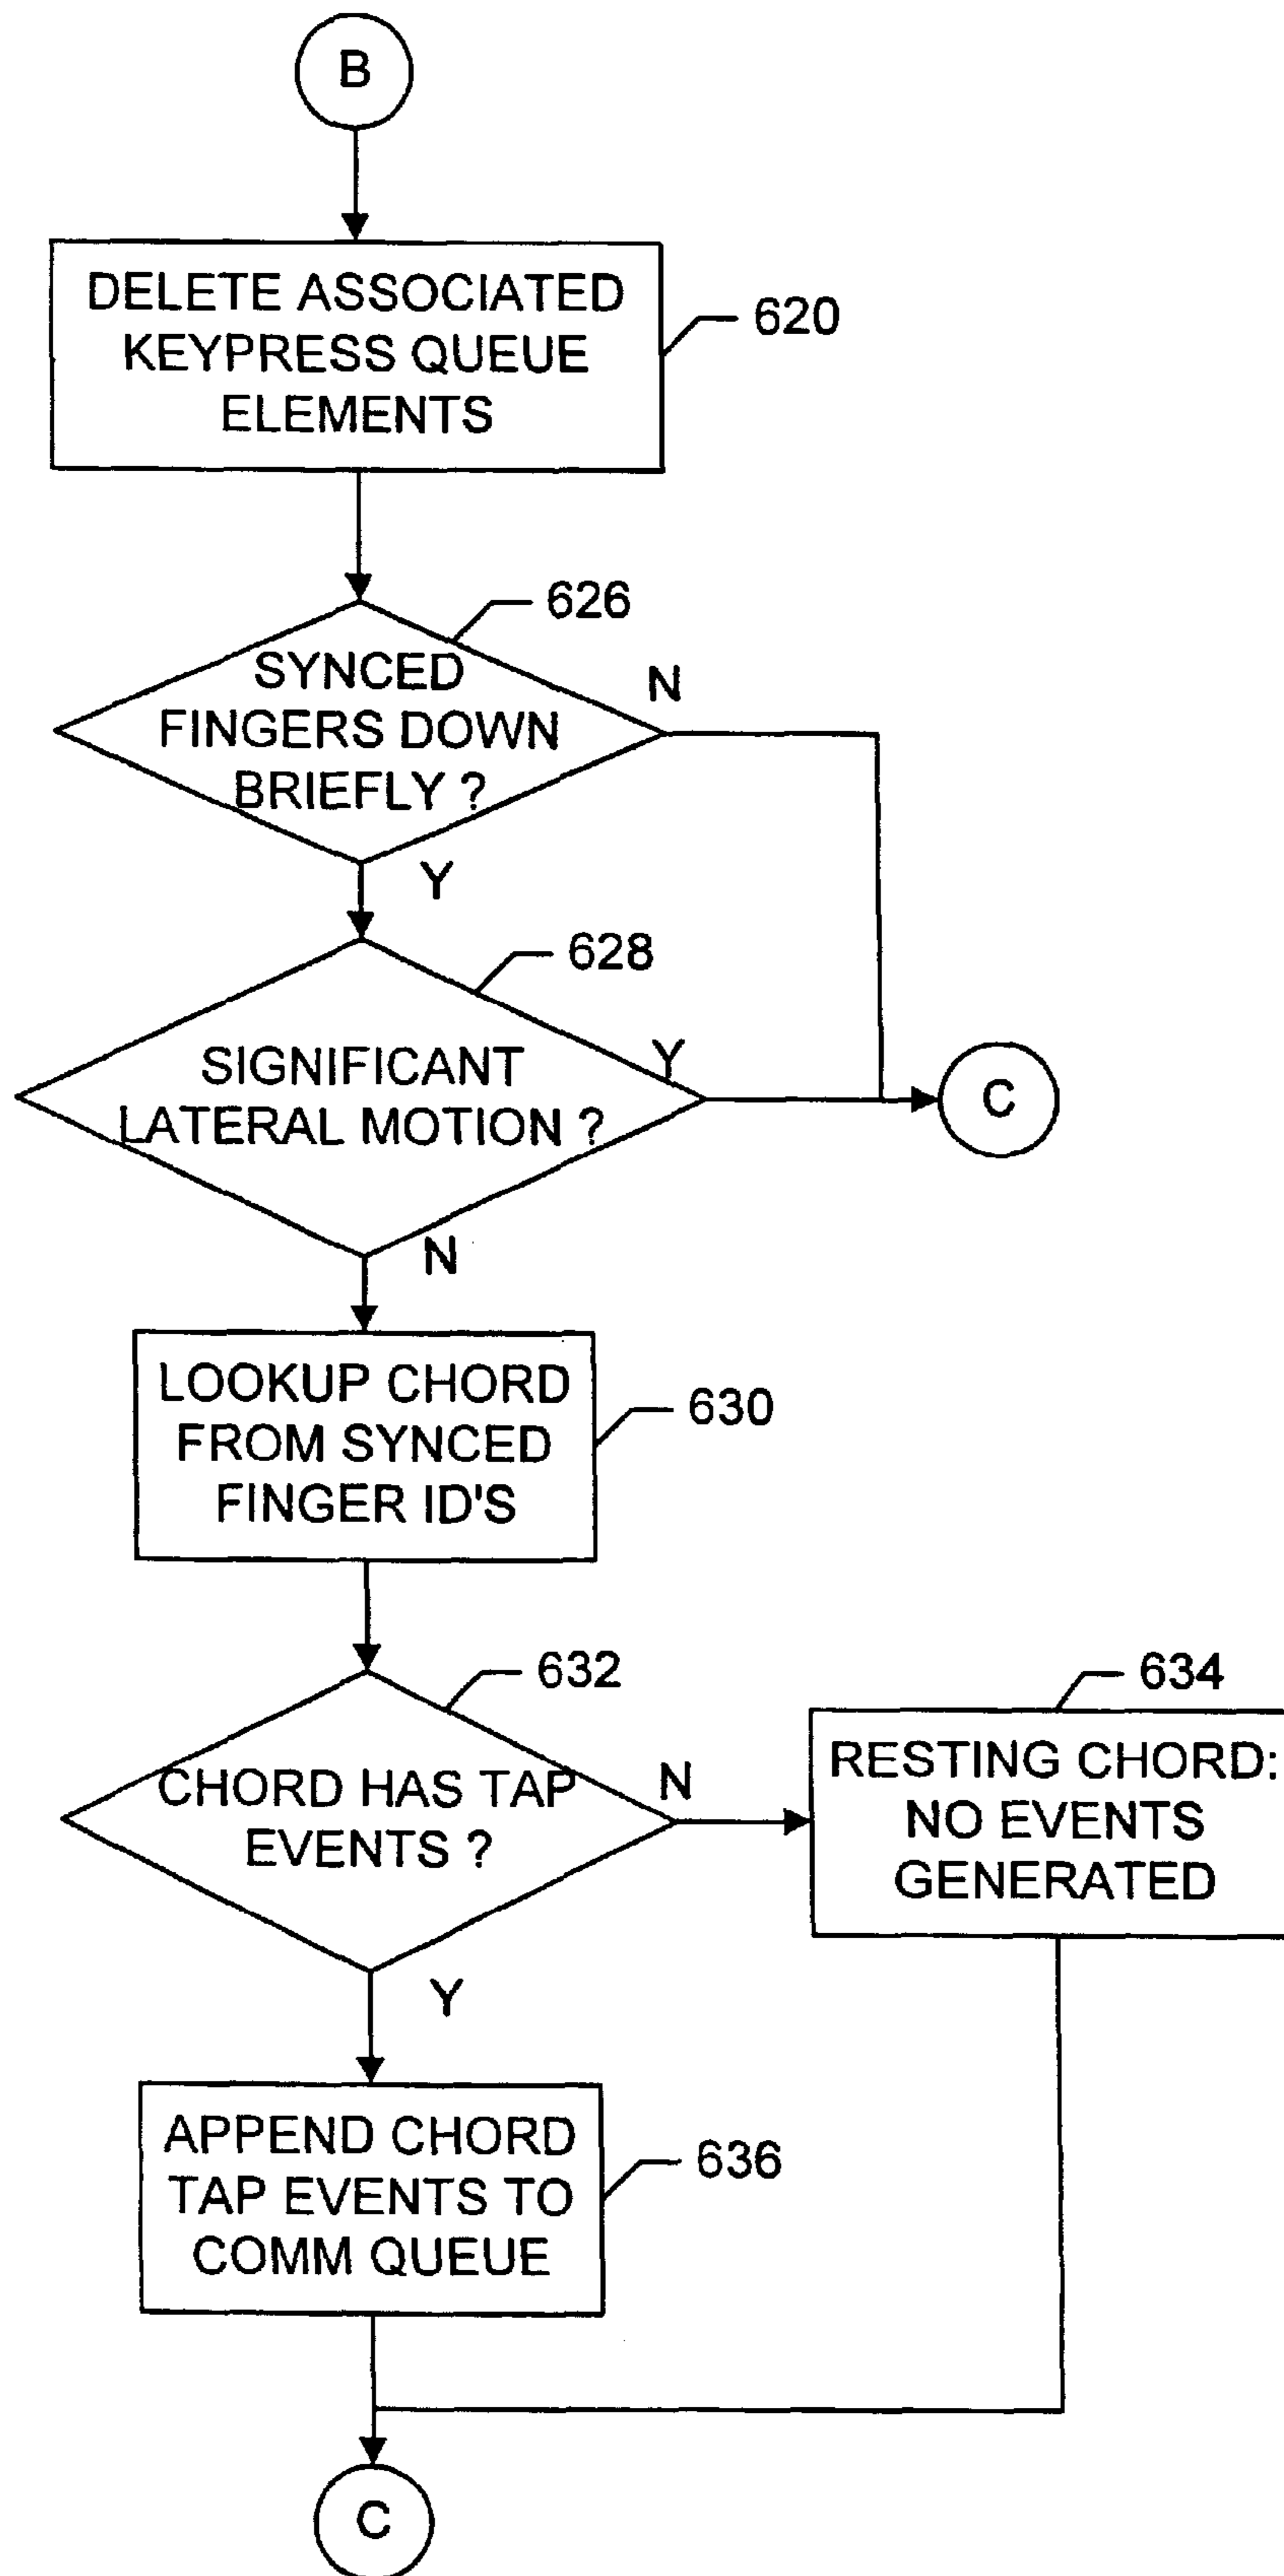 B
DELETE ASSOCIATED
KEYPRESS QUEUE
ELEMENTS
620
626
SYNCED
FINGERS DOWN
BRIEFLY ?
N
Y
628
SIGNIFICANT
LATERAL MOTION ?
Y
C
N
LOOKUP CHORD
FROM SYNCED
FINGER ID'S
630
632
CHORD HAS TAP
EVENTS ?
N
634
RESTING CHORD:
NO EVENTS
GENERATED
Y
APPEND CHORD
TAP EVENTS TO
COMM QUEUE
636
C